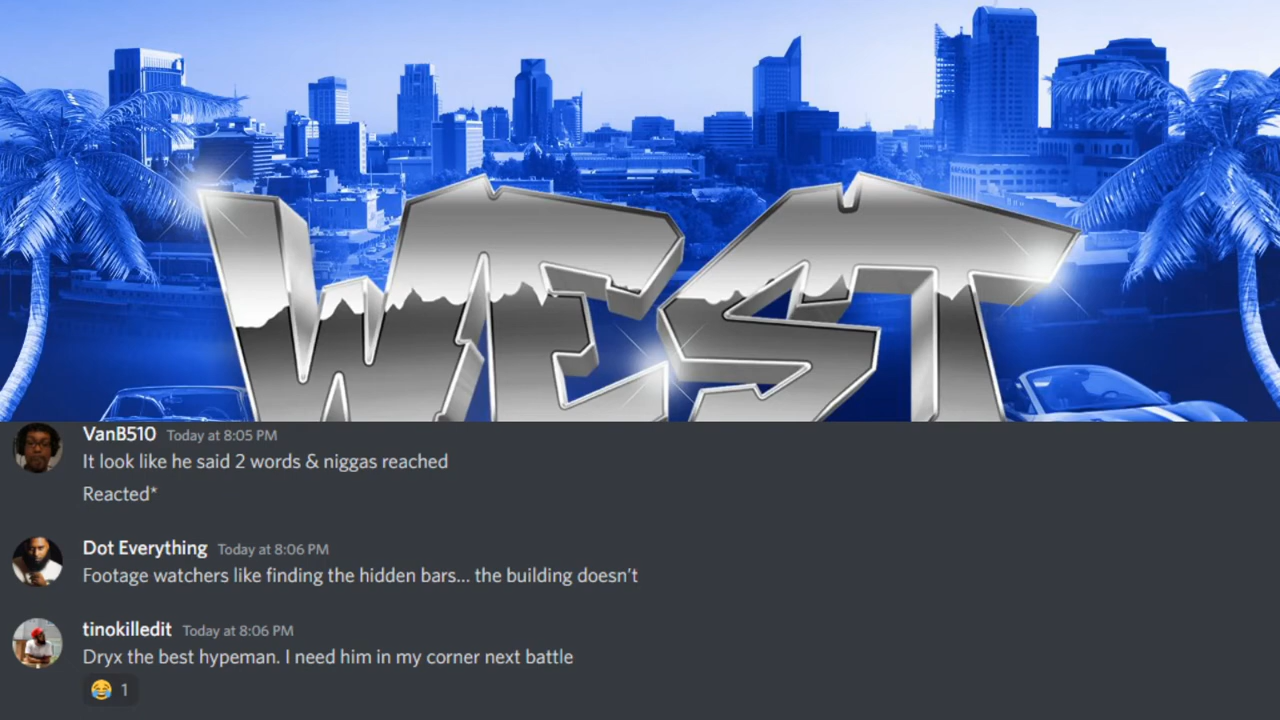 WEST
VanB510 Today at 8:05 PM
It look like he said 2 words & niggas reached
Reacted*
Dot Everything Today at 8:06 PM
Footage watchers like finding the hidden bars... the building doesn't
tinokilledit Today at 8:06 PM
Dryx the best hypeman. I need him in my corner next battle
😂 1